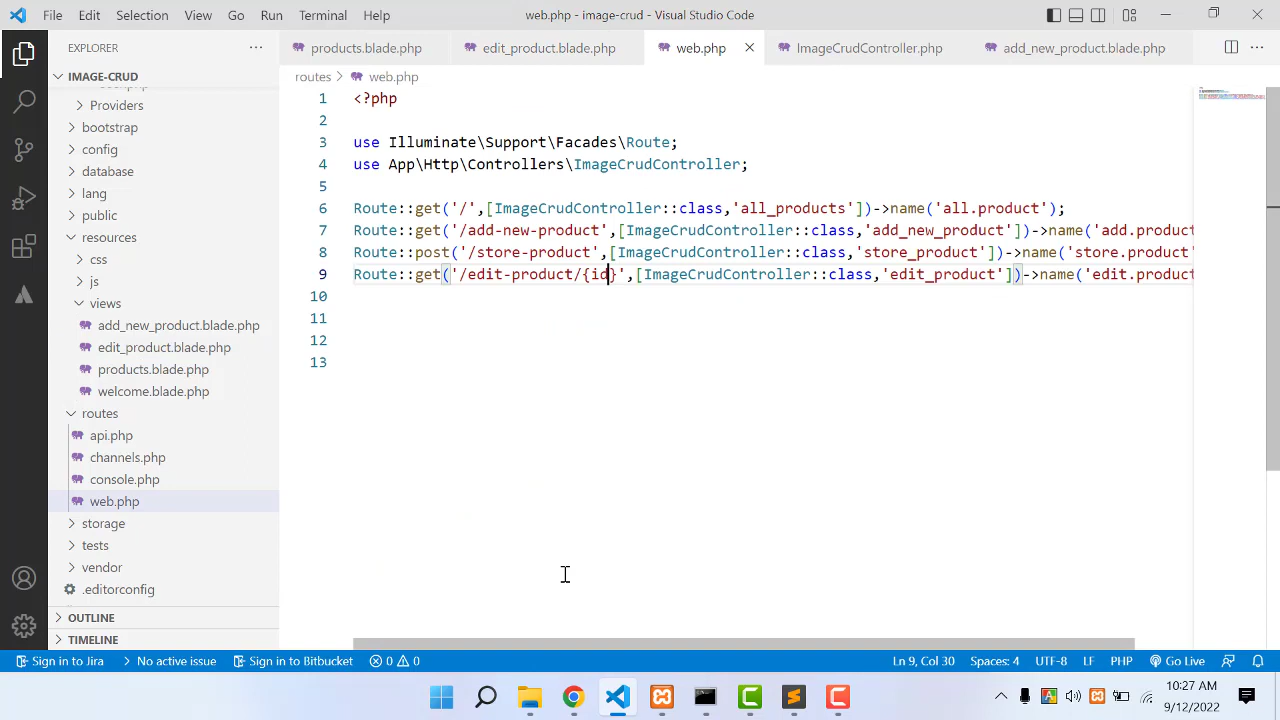 File Edit Selection View Go Run Terminal Help web.php - image-crud - Visual Studio Code
EXPLORER
products.blade.php edit_product.blade.php web.php ImageCrudController.php add_new_product.blade.php
IMAGE-CRUD
Providers
bootstrap
config
database
lang
public
resources
css
js
views
add_new_product.blade.php
edit_product.blade.php
products.blade.php
welcome.blade.php
routes
api.php
channels.php
console.php
web.php
storage
tests
vendor
.editorconfig
OUTLINE
TIMELINE
routes > web.php
1 <?php
2
3 use Illuminate\Support\Facades\Route;
4 use App\Http\Controllers\ImageCrudController;
5
6 Route::get('/',[ImageCrudController::class,'all_products'])->name('all.product');
7 Route::get('/add-new-product',[ImageCrudController::class,'add_new_product'])->name('add.product
8 Route::post('/store-product',[ImageCrudController::class,'store_product'])->name('store.product'
9 Route::get('/edit-product/{id}',[ImageCrudController::class,'edit_product'])->name('edit.product
10
11
12
13
Sign in to Jira No active issue Sign in to Bitbucket 0 0 Ln 9, Col 30 Spaces: 4 UTF-8 LF PHP Go Live
10:27 AM
9/12/2022